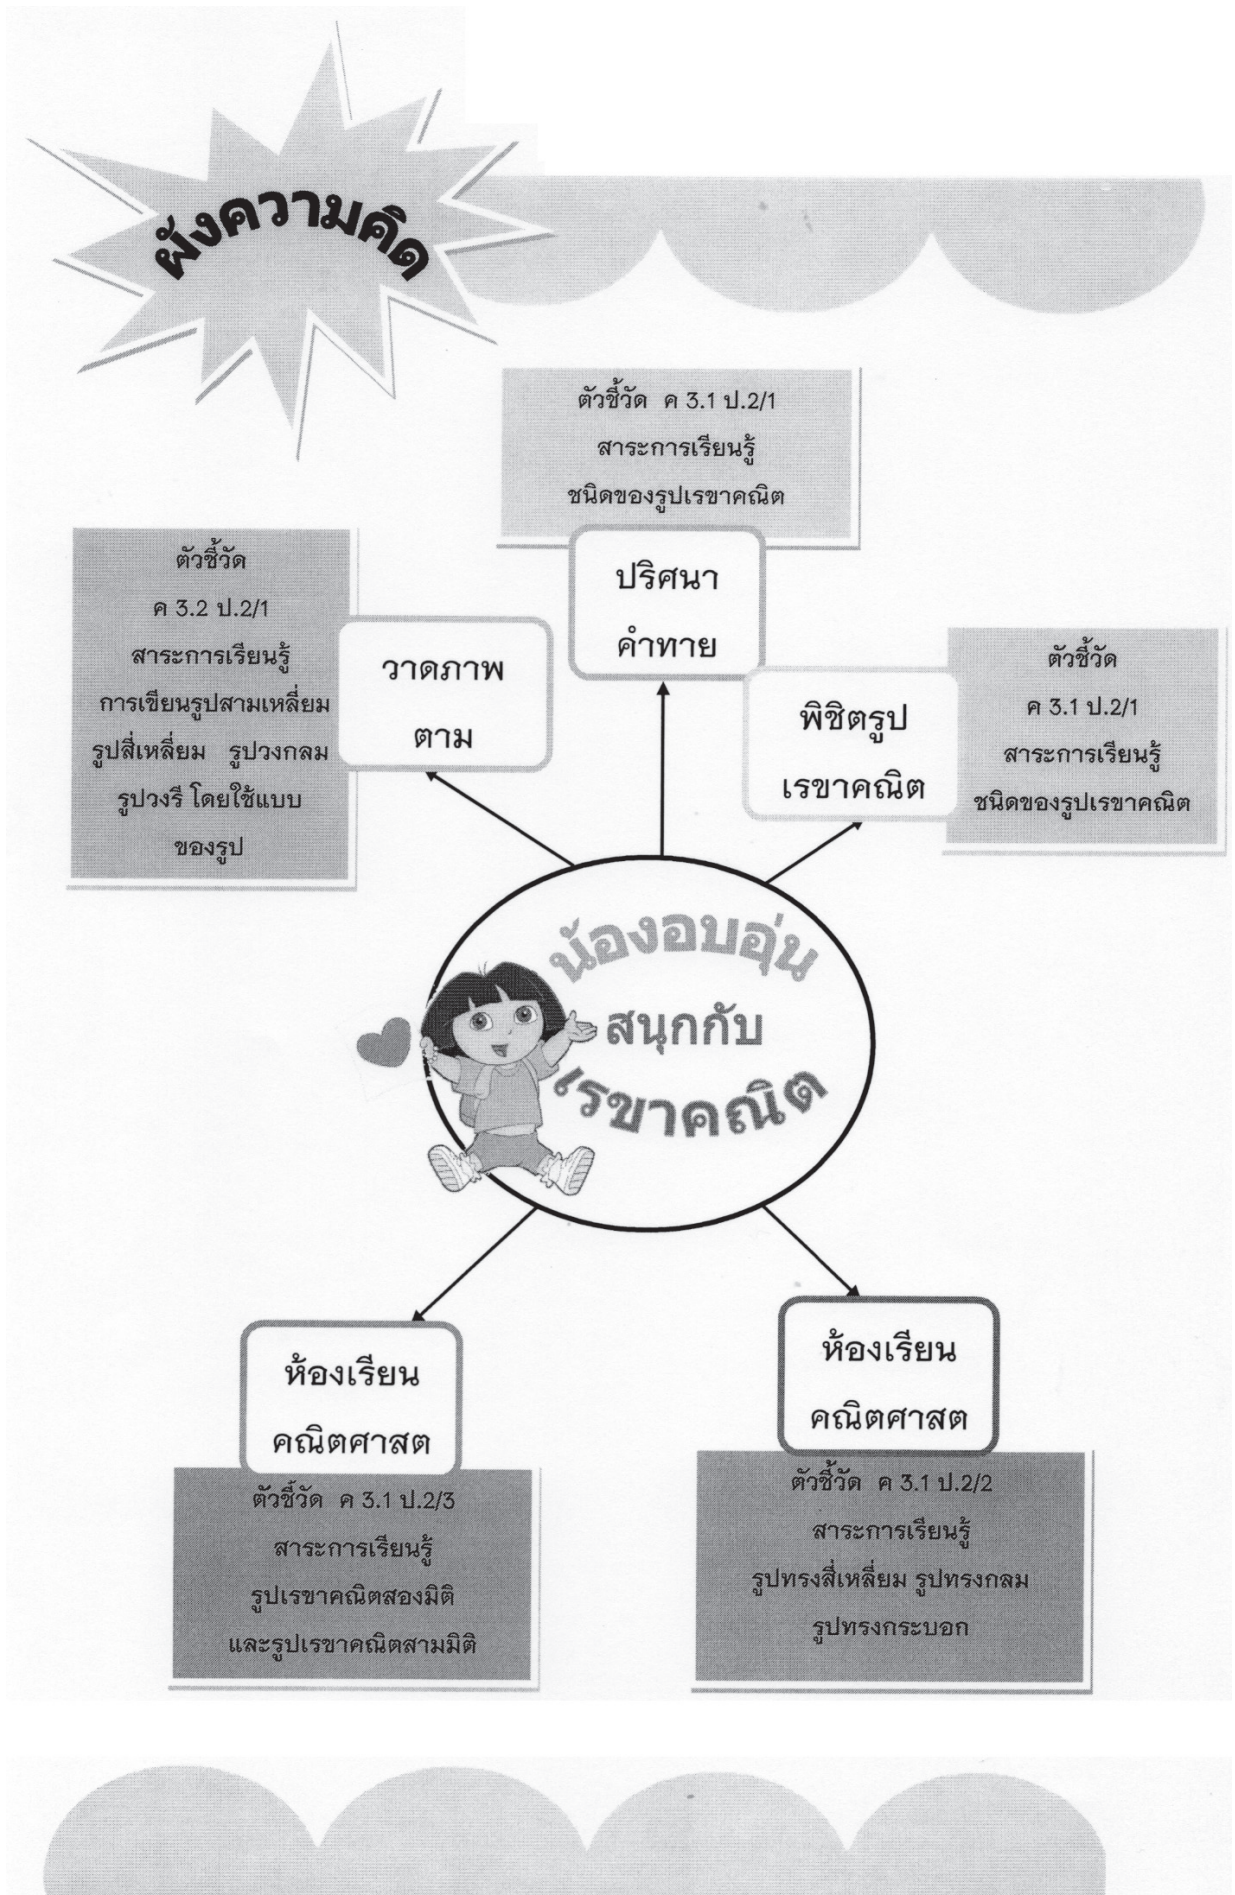 ผังความคิด
ตัวชี้วัด ค 3.1 ป.2/1
สาระการเรียนรู้
ชนิดของรูปเรขาคณิต
ปริศนา
คำทาย
ตัวชี้วัด
ค 3.2 ป.2/1
สาระการเรียนรู้
การเขียนรูปสามเหลี่ยม
รูปสี่เหลี่ยม รูปวงกลม
รูปวงรี โดยใช้แบบ
ของรูป
วาดภาพ
ตาม
พิชิตรูป
เรขาคณิต
ตัวชี้วัด
ค 3.1 ป.2/1
สาระการเรียนรู้
ชนิดของรูปเรขาคณิต
น้องอบอุ่น
สนุกกับ
เรขาคณิต
ห้องเรียน
คณิตศาสต
ตัวชี้วัด ค 3.1 ป.2/3
สาระการเรียนรู้
รูปเรขาคณิตสองมิติ
และรูปเรขาคณิตสามมิติ
ห้องเรียน
คณิตศาสต
ตัวชี้วัด ค 3.1 ป.2/2
สาระการเรียนรู้
รูปทรงสี่เหลี่ยม รูปทรงกลม
รูปทรงกระบอก